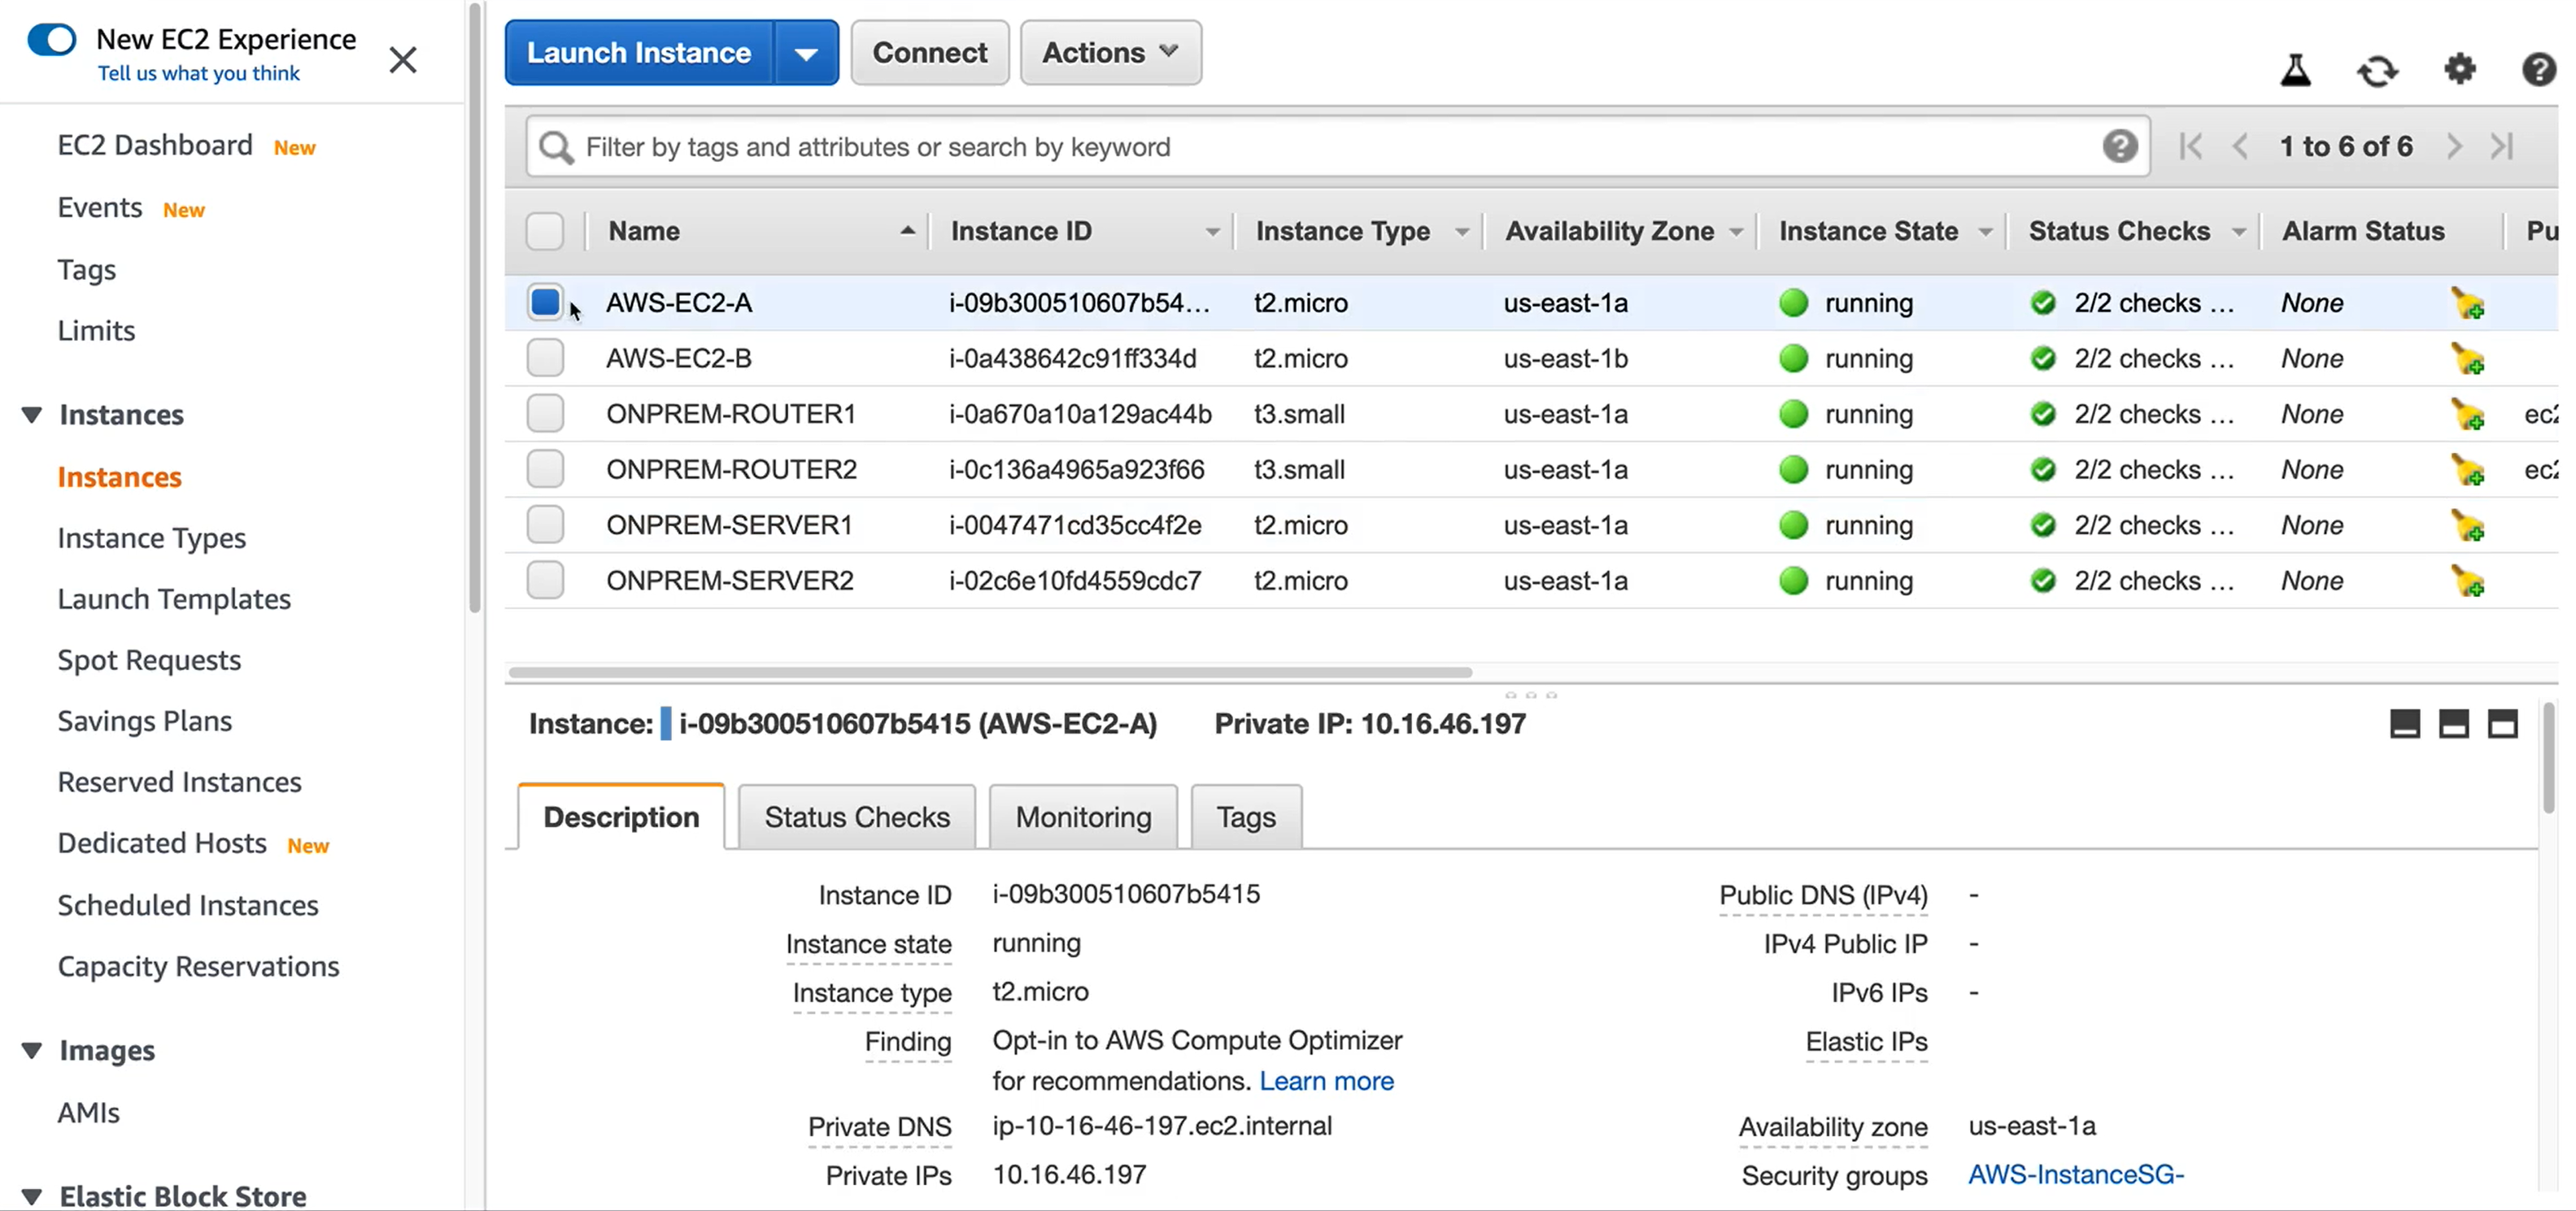 New EC2 Experience
Tell us what you think
EC2 Dashboard New
Events New
Tags
Limits
Instances
Instances
Instance Types
Launch Templates
Spot Requests
Savings Plans
Reserved Instances
Dedicated Hosts New
Scheduled Instances
Capacity Reservations
Images
AMIs
Elastic Block Store
Launch Instance Connect Actions
Filter by tags and attributes or search by keyword 1 to 6 of 6
Name Instance ID Instance Type Availability Zone Instance State Status Checks Alarm Status Pu
AWS-EC2-A i-09b300510607b54... t2.micro us-east-1a running 2/2 checks ... None
AWS-EC2-B i-0a438642c91ff334d t2.micro us-east-1b running 2/2 checks ... None
ONPREM-ROUTER1 i-0a670a10a129ac44b t3.small us-east-1a running 2/2 checks ... None ec2
ONPREM-ROUTER2 i-0c136a4965a923f66 t3.small us-east-1a running 2/2 checks ... None ec2
ONPREM-SERVER1 i-0047471cd35cc4f2e t2.micro us-east-1a running 2/2 checks ... None
ONPREM-SERVER2 i-02c6e10fd4559cdc7 t2.micro us-east-1a running 2/2 checks ... None
Instance: i-09b300510607b5415 (AWS-EC2-A) Private IP: 10.16.46.197
Description Status Checks Monitoring Tags
Instance ID i-09b300510607b5415 Public DNS (IPv4) -
Instance state running IPv4 Public IP -
Instance type t2.micro IPv6 IPs -
Finding Opt-in to AWS Compute Optimizer Elastic IPs
for recommendations. Learn more
Private DNS ip-10-16-46-197.ec2.internal Availability zone us-east-1a
Private IPs 10.16.46.197 Security groups AWS-InstanceSG-